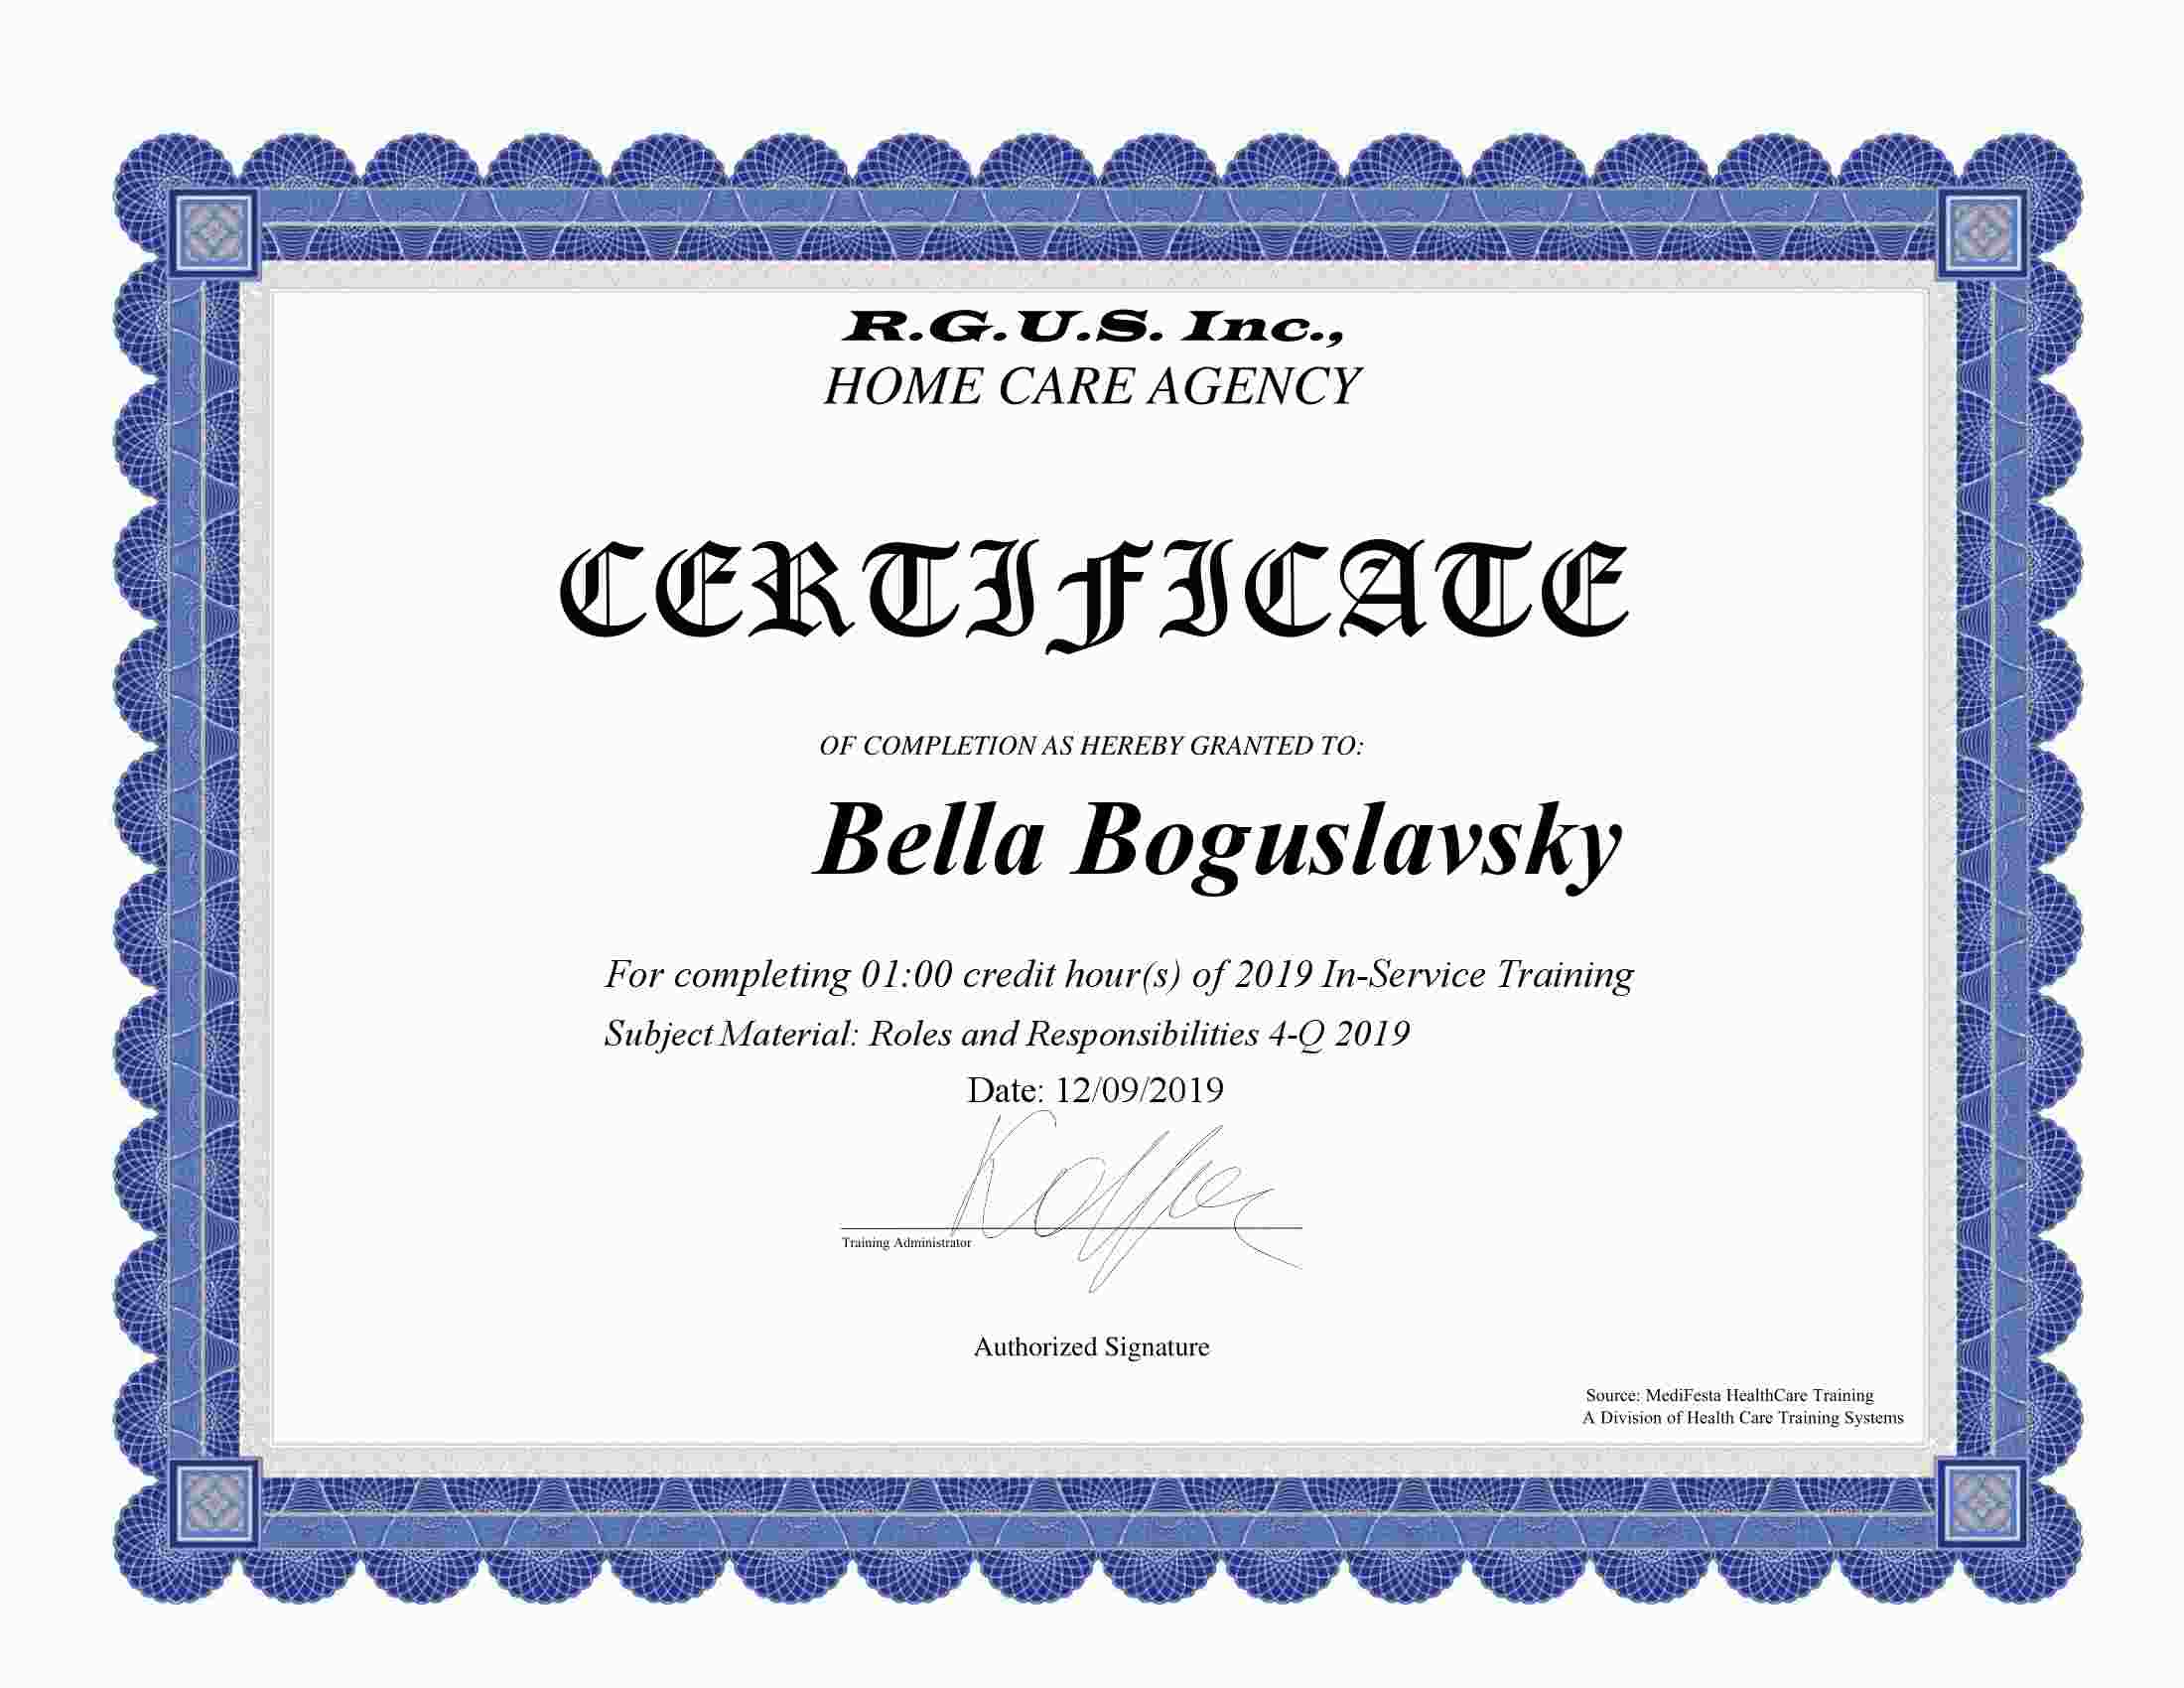 R.G.U.S. Inc.,
HOME CARE AGENCY
CERTIFICATE
OF COMPLETION AS HEREBY GRANTED TO:
Bella Boguslavsky
For completing 01:00 credit hour(s) of 2019 In-Service Training
Subject Material: Roles and Responsibilities 4-Q 2019
Date: 12/09/2019
Training Administrator
Authorized Signature
Source: MediFesta HealthCare Training
A Division of Health Care Training Systems